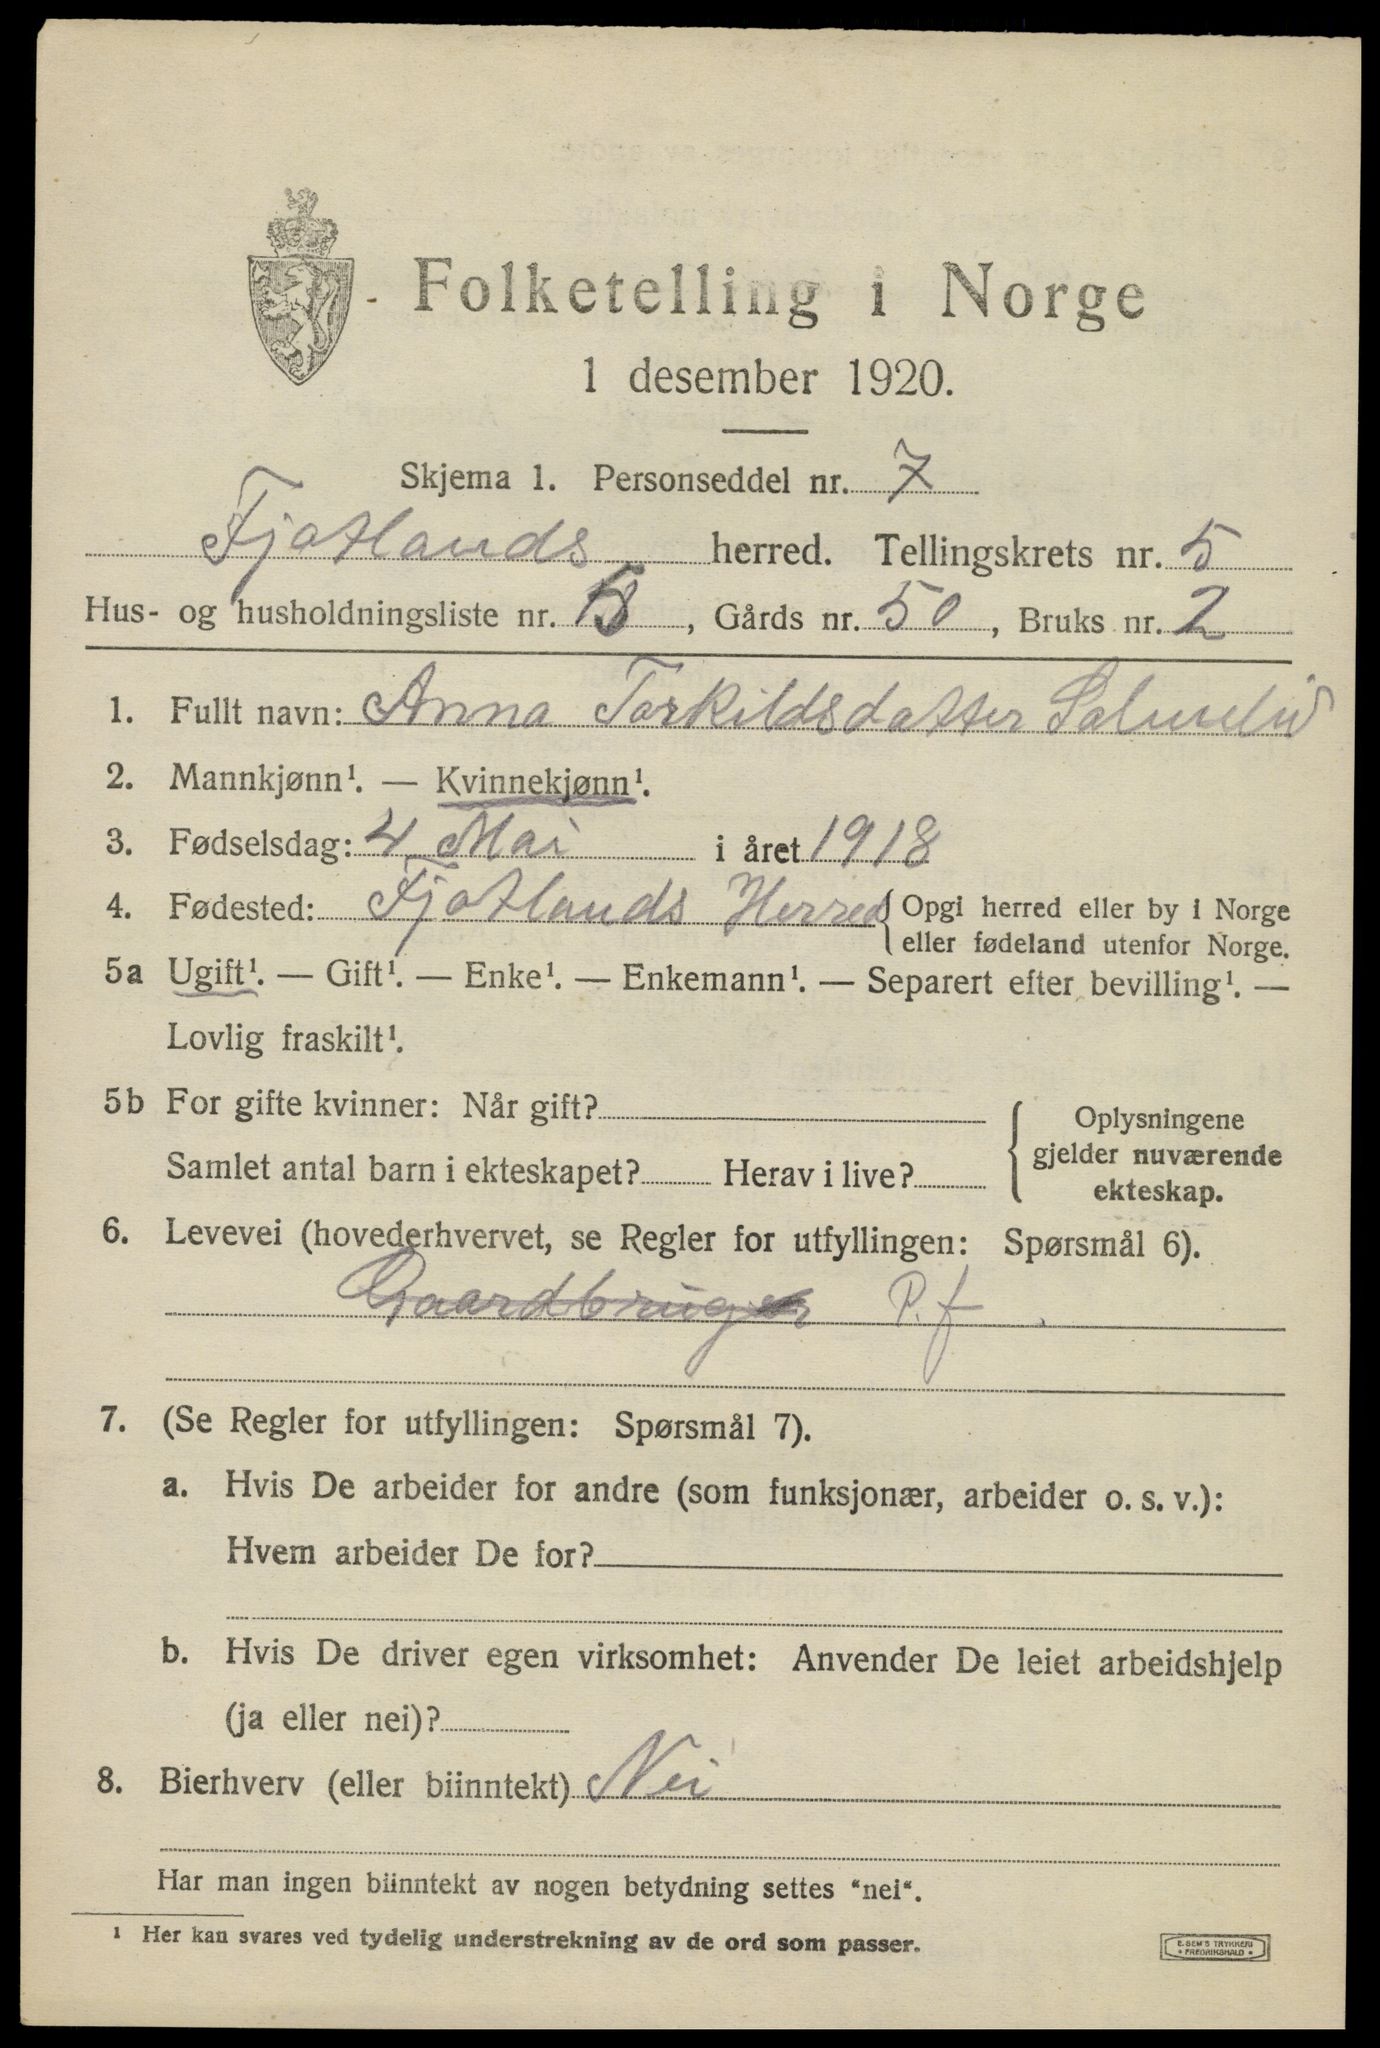 Folketelling i Norge
1 desember 1920.
Skjema 1. Personseddel nr. 7
Fjotlands herred. Tellingskrets nr. 5
Hus- og husholdningsliste nr. , Gårds nr. 50, Bruks nr. 2
1. Fullt navn: Anna Torkildsdatter
2. Mannkjønn¹. — Kvinnekjønn¹.
3. Fødselsdag: 4 Mai i året 1918
4. Fødested: Fjotlands Herred { Opgi herred eller by i Norge
eller fødeland utenfor Norge.
5a Ugift¹. — Gift¹. — Enke¹. — Enkemann¹. — Separert efter bevilling¹. —
Lovlig fraskilt¹.
5b For gifte kvinner: Når gift?
Samlet antal barn i ekteskapet? Herav i live?
{ Oplysningene
gjelder nuværende
ekteskap.
6. Levevei (hovederhvervet, se Regler for utfyllingen: Spørsmål 6).
Gaardbruger P. f.
7. (Se Regler for utfyllingen: Spørsmål 7).
a. Hvis De arbeider for andre (som funksjonær, arbeider o. s. v.):
Hvem arbeider De for?
b. Hvis De driver egen virksomhet: Anvender De leiet arbeidshjelp
(ja eller nei)?
8. Bierhverv (eller biinntekt) Nei
Har man ingen biinntekt av nogen betydning settes "nei".
¹ Her kan svares ved tydelig understrekning av de ord som passer.
E. SEM'S TRYKKERI
• FREDRIKSHALD •